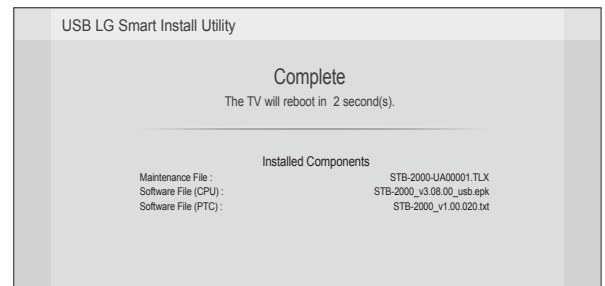 USB LG Smart Install Utility
Complete
The TV will reboot in 2 second(s).
Installed Components
Maintenance File : STB-2000-UA00001.TLX
Software File (CPU) : STB-2000_v3.08.00_usb.epk
Software File (PTC) : STB-2000_v1.00.020.txt